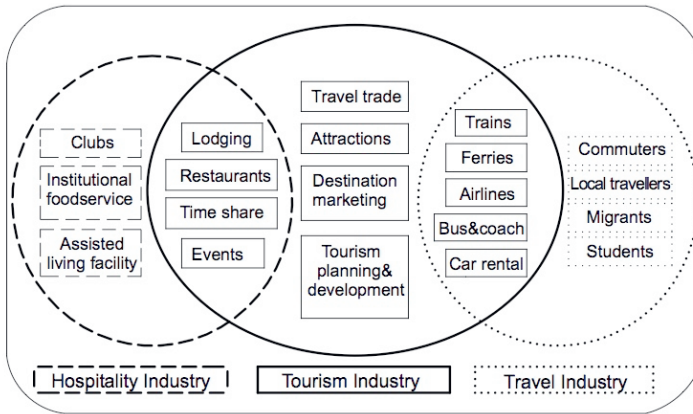 Clubs
Institutional
foodservice
Assisted
living facility
Lodging
Restaurants
Time share
Events
Travel trade
Attractions
Destination
marketing
Tourism
planning&
development
Trains
Ferries
Airlines
Bus&coach
Car rental
Commuters
Local travellers
Migrants
Students
Hospitality Industry
Tourism Industry
Travel Industry